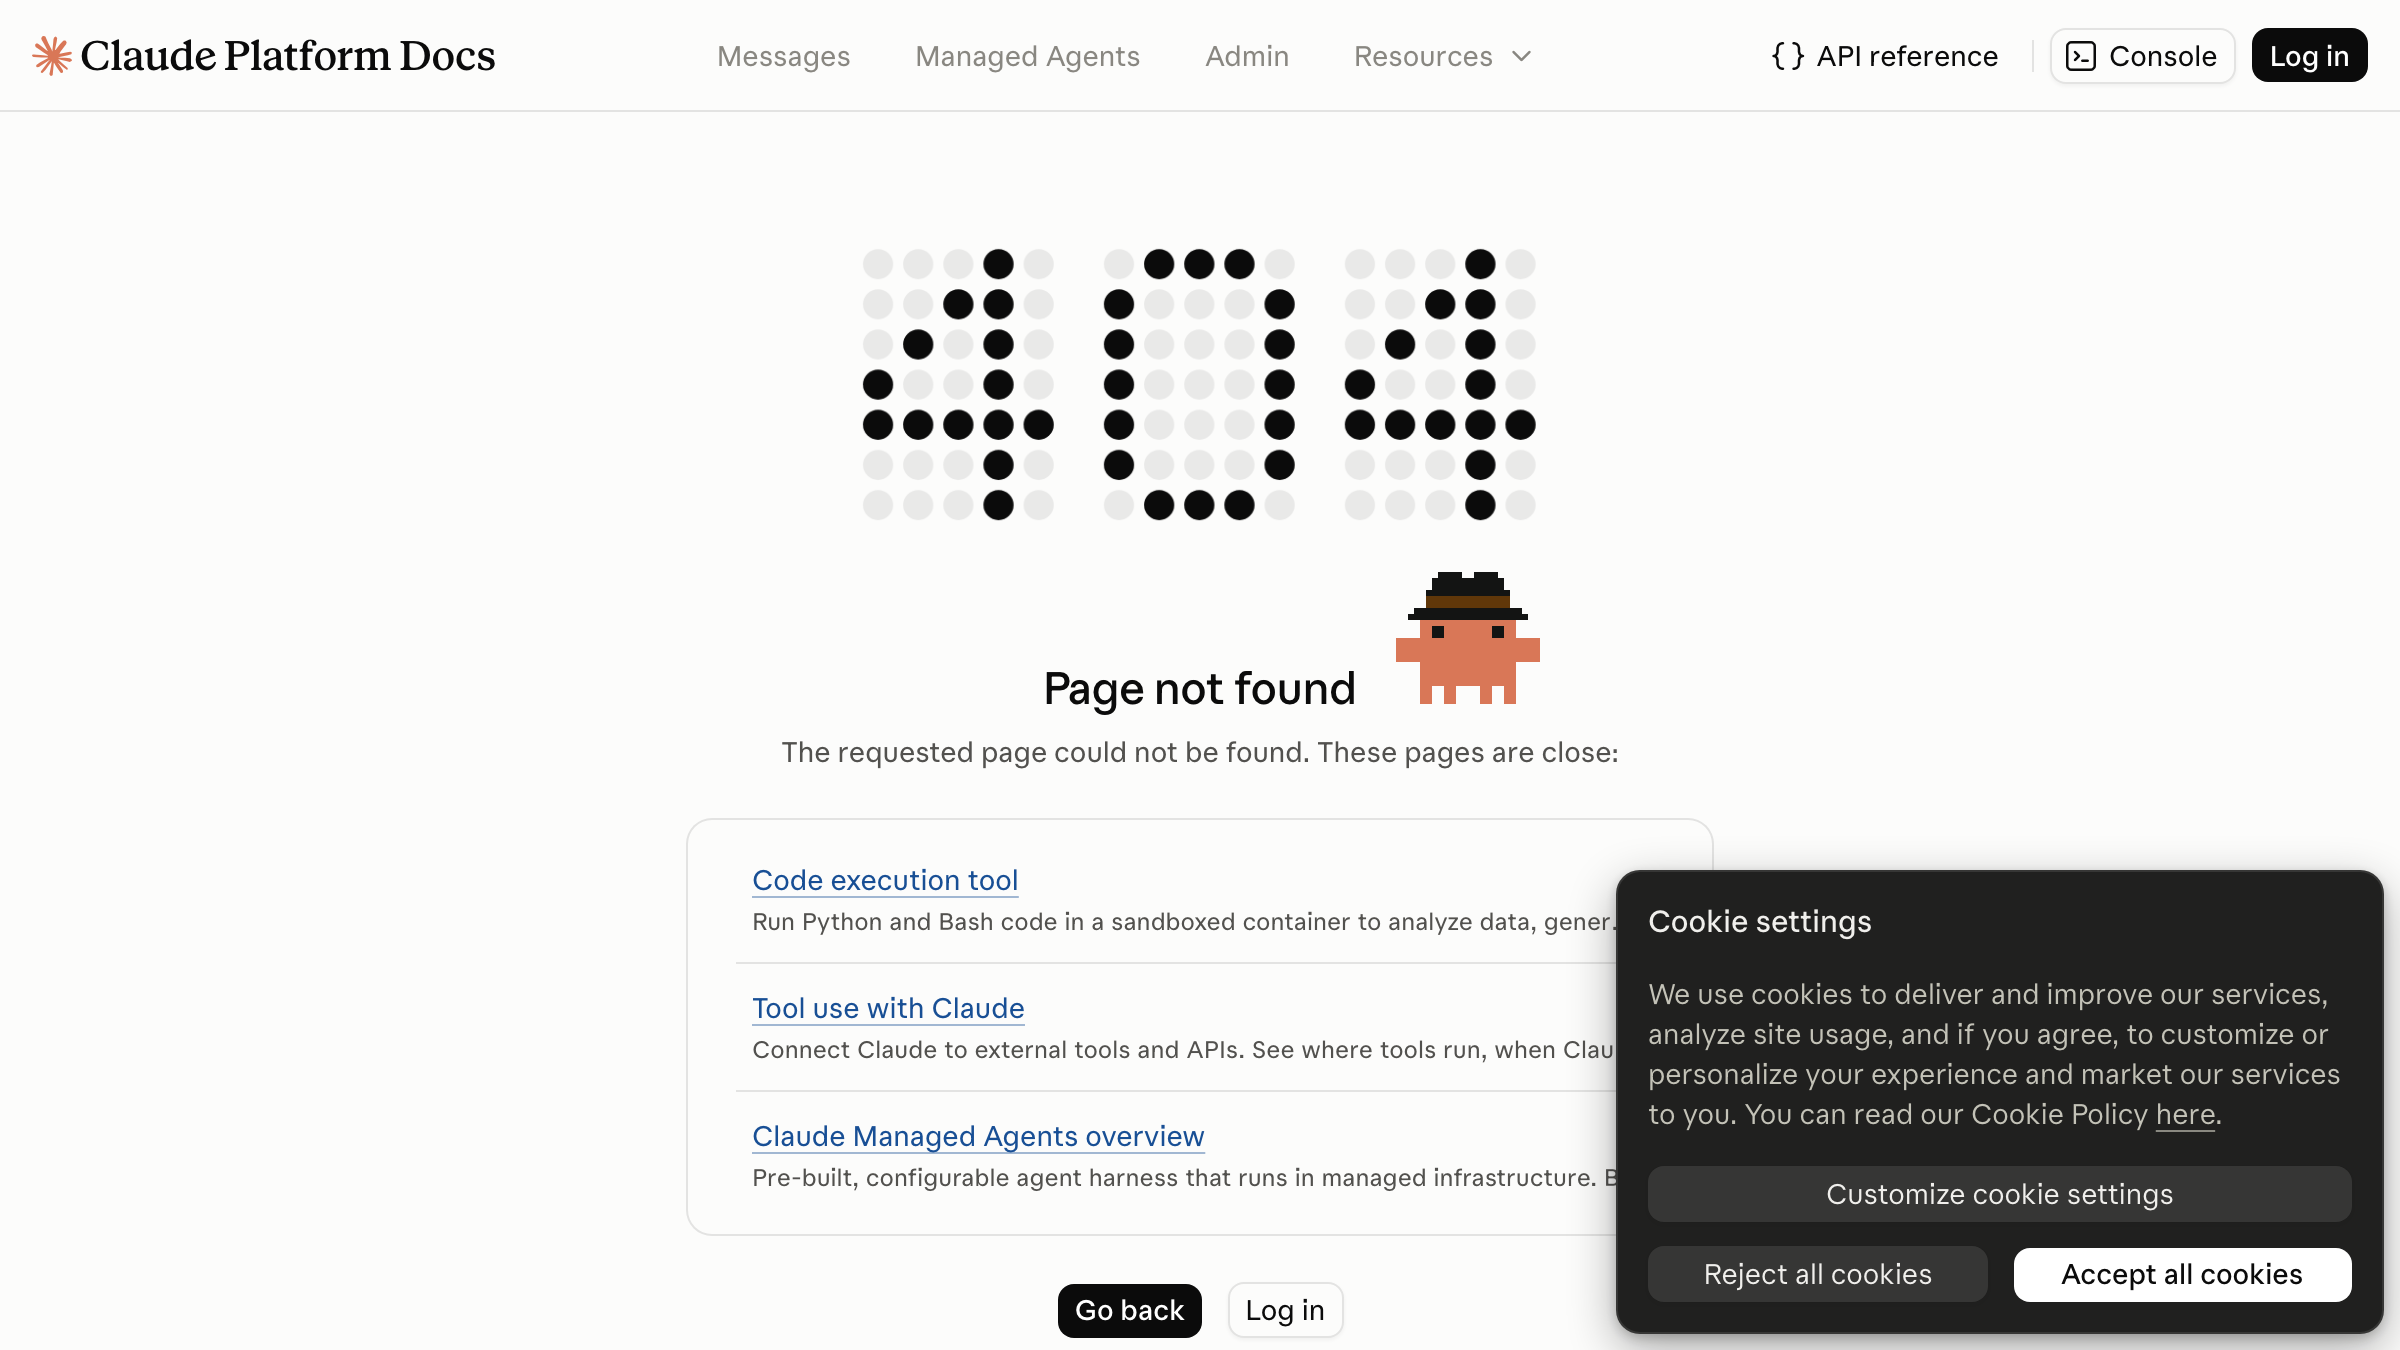 Claude Platform Docs
Messages
Managed Agents
Admin
Resources
{} API reference
Console
Log in
404
Page not found
The requested page could not be found. These pages are close:
Code execution tool
Run Python and Bash code in a sandboxed container to analyze data, gener.
Tool use with Claude
Connect Claude to external tools and APIs. See where tools run, when Clau
Claude Managed Agents overview
Pre-built, configurable agent harness that runs in managed infrastructure. B
Go back
Log in
Cookie settings
We use cookies to deliver and improve our services,
analyze site usage, and if you agree, to customize or
personalize your experience and market our services
to you. You can read our Cookie Policy here.
Customize cookie settings
Reject all cookies
Accept all cookies